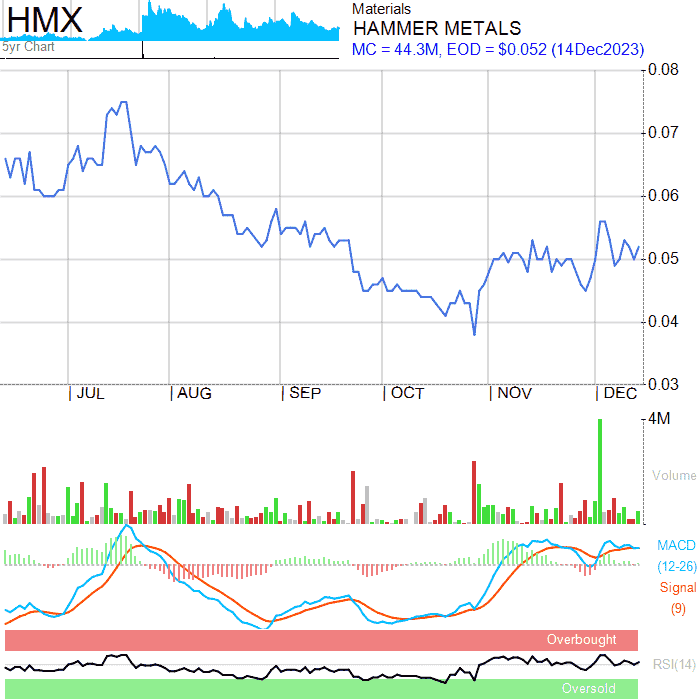 HMX
5yr Chart
Materials
HAMMER METALS
MC = 44.3M, EOD = $0.052 (14Dec2023)
0.08
0.07
0.06
0.05
0.04
0.03
JUL AUG SEP OCT NOV DEC
4M
Volume
MACD
(12-26)
Signal
(9)
Overbought
RSI(14)
Oversold